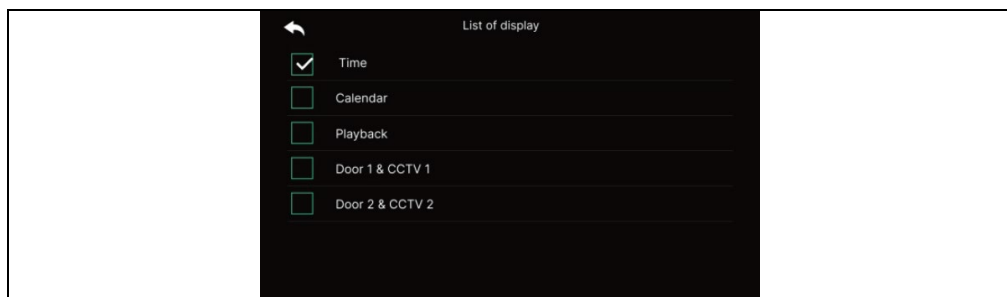 List of display
Time
Calendar
Playback
Door 1 & CCTV 1
Door 2 & CCTV 2